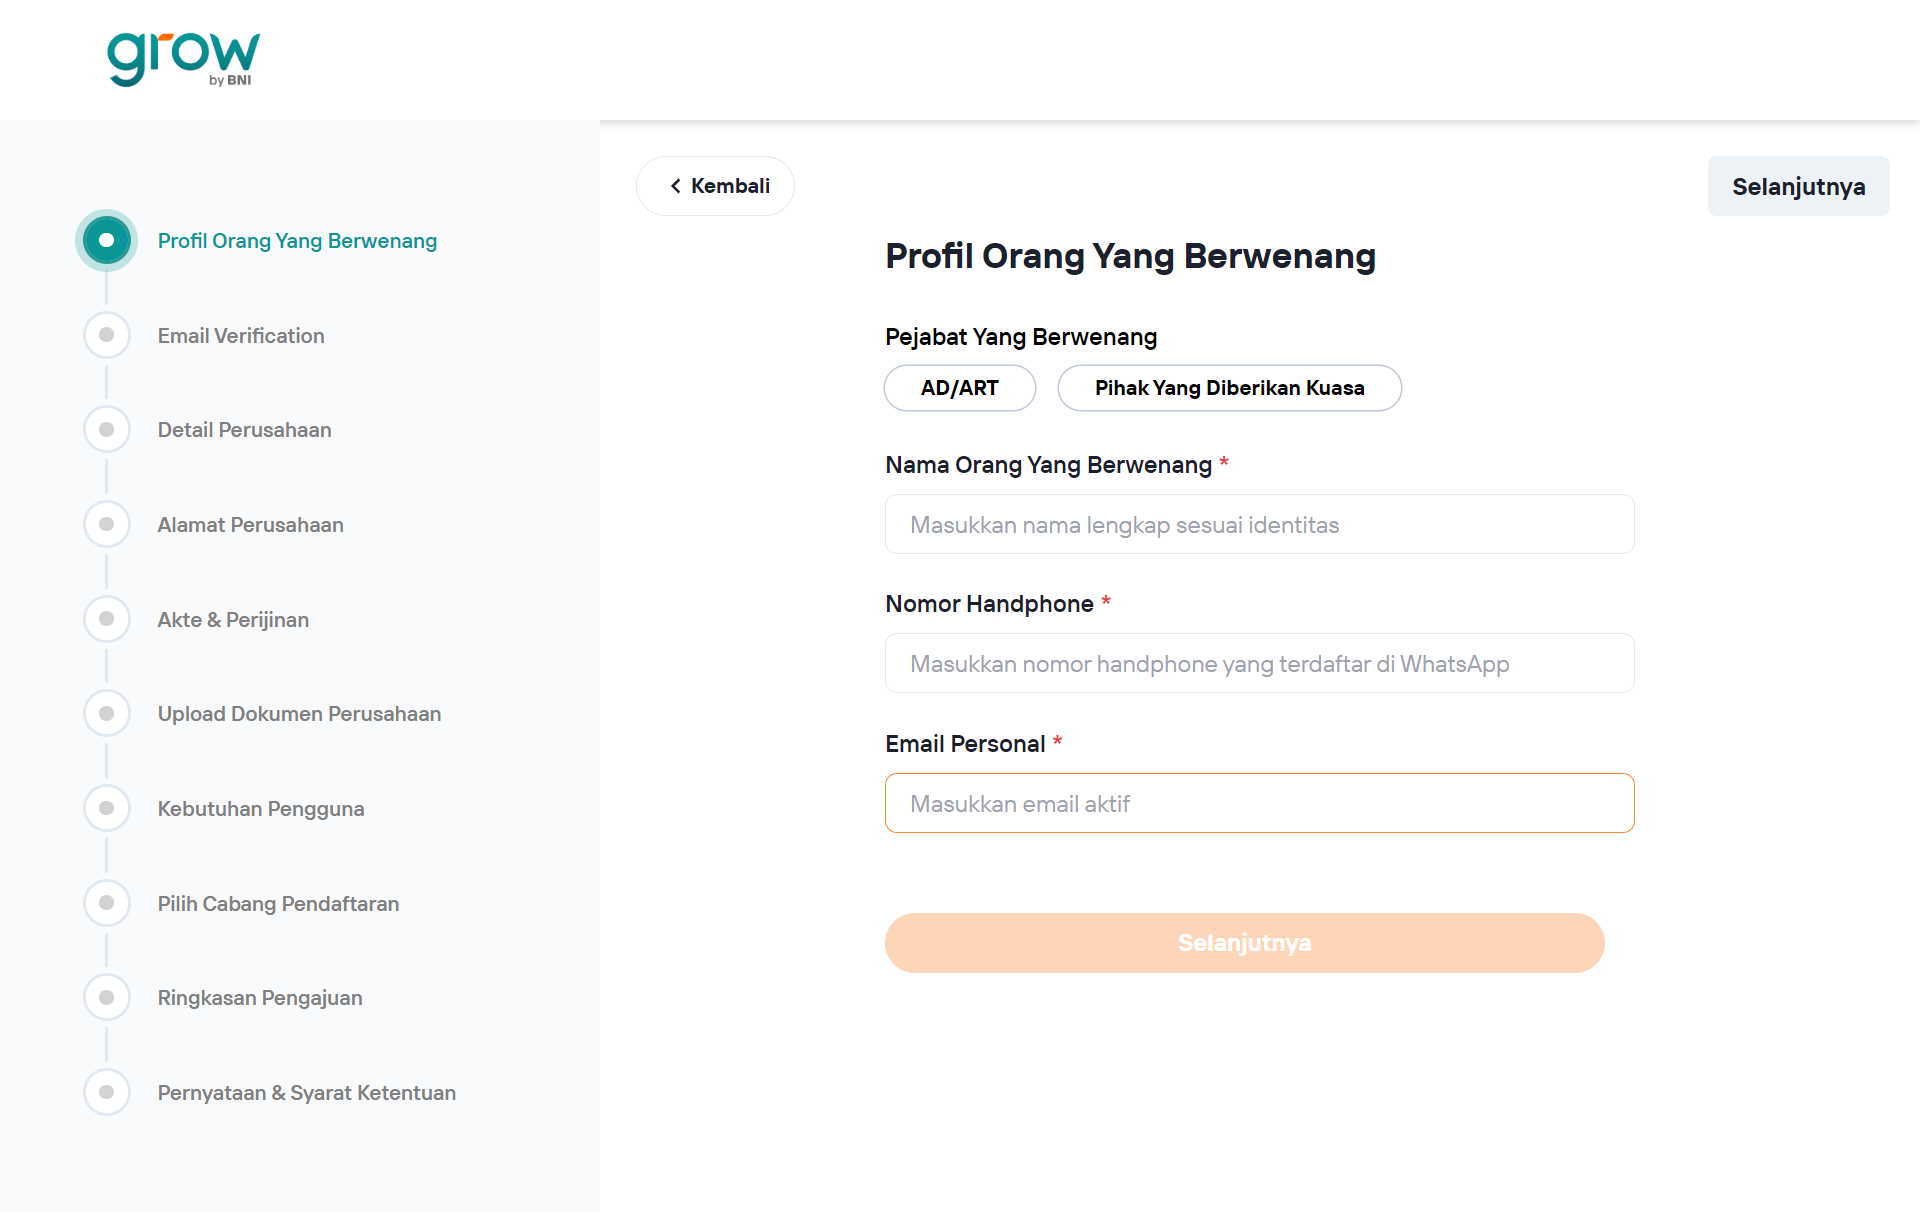 grow
by BNI
Profil Orang Yang Berwenang
Email Verification
Detail Perusahaan
Alamat Perusahaan
Akte & Perijinan
Upload Dokumen Perusahaan
Kebutuhan Pengguna
Pilih Cabang Pendaftaran
Ringkasan Pengajuan
Pernyataan & Syarat Ketentuan
Kembali
Selanjutnya
Profil Orang Yang Berwenang
Pejabat Yang Berwenang
AD/ART
Pihak Yang Diberikan Kuasa
Nama Orang Yang Berwenang *
Masukkan nama lengkap sesuai identitas
Nomor Handphone *
Masukkan nomor handphone yang terdaftar di WhatsApp
Email Personal *
Masukkan email aktif
Selanjutnya